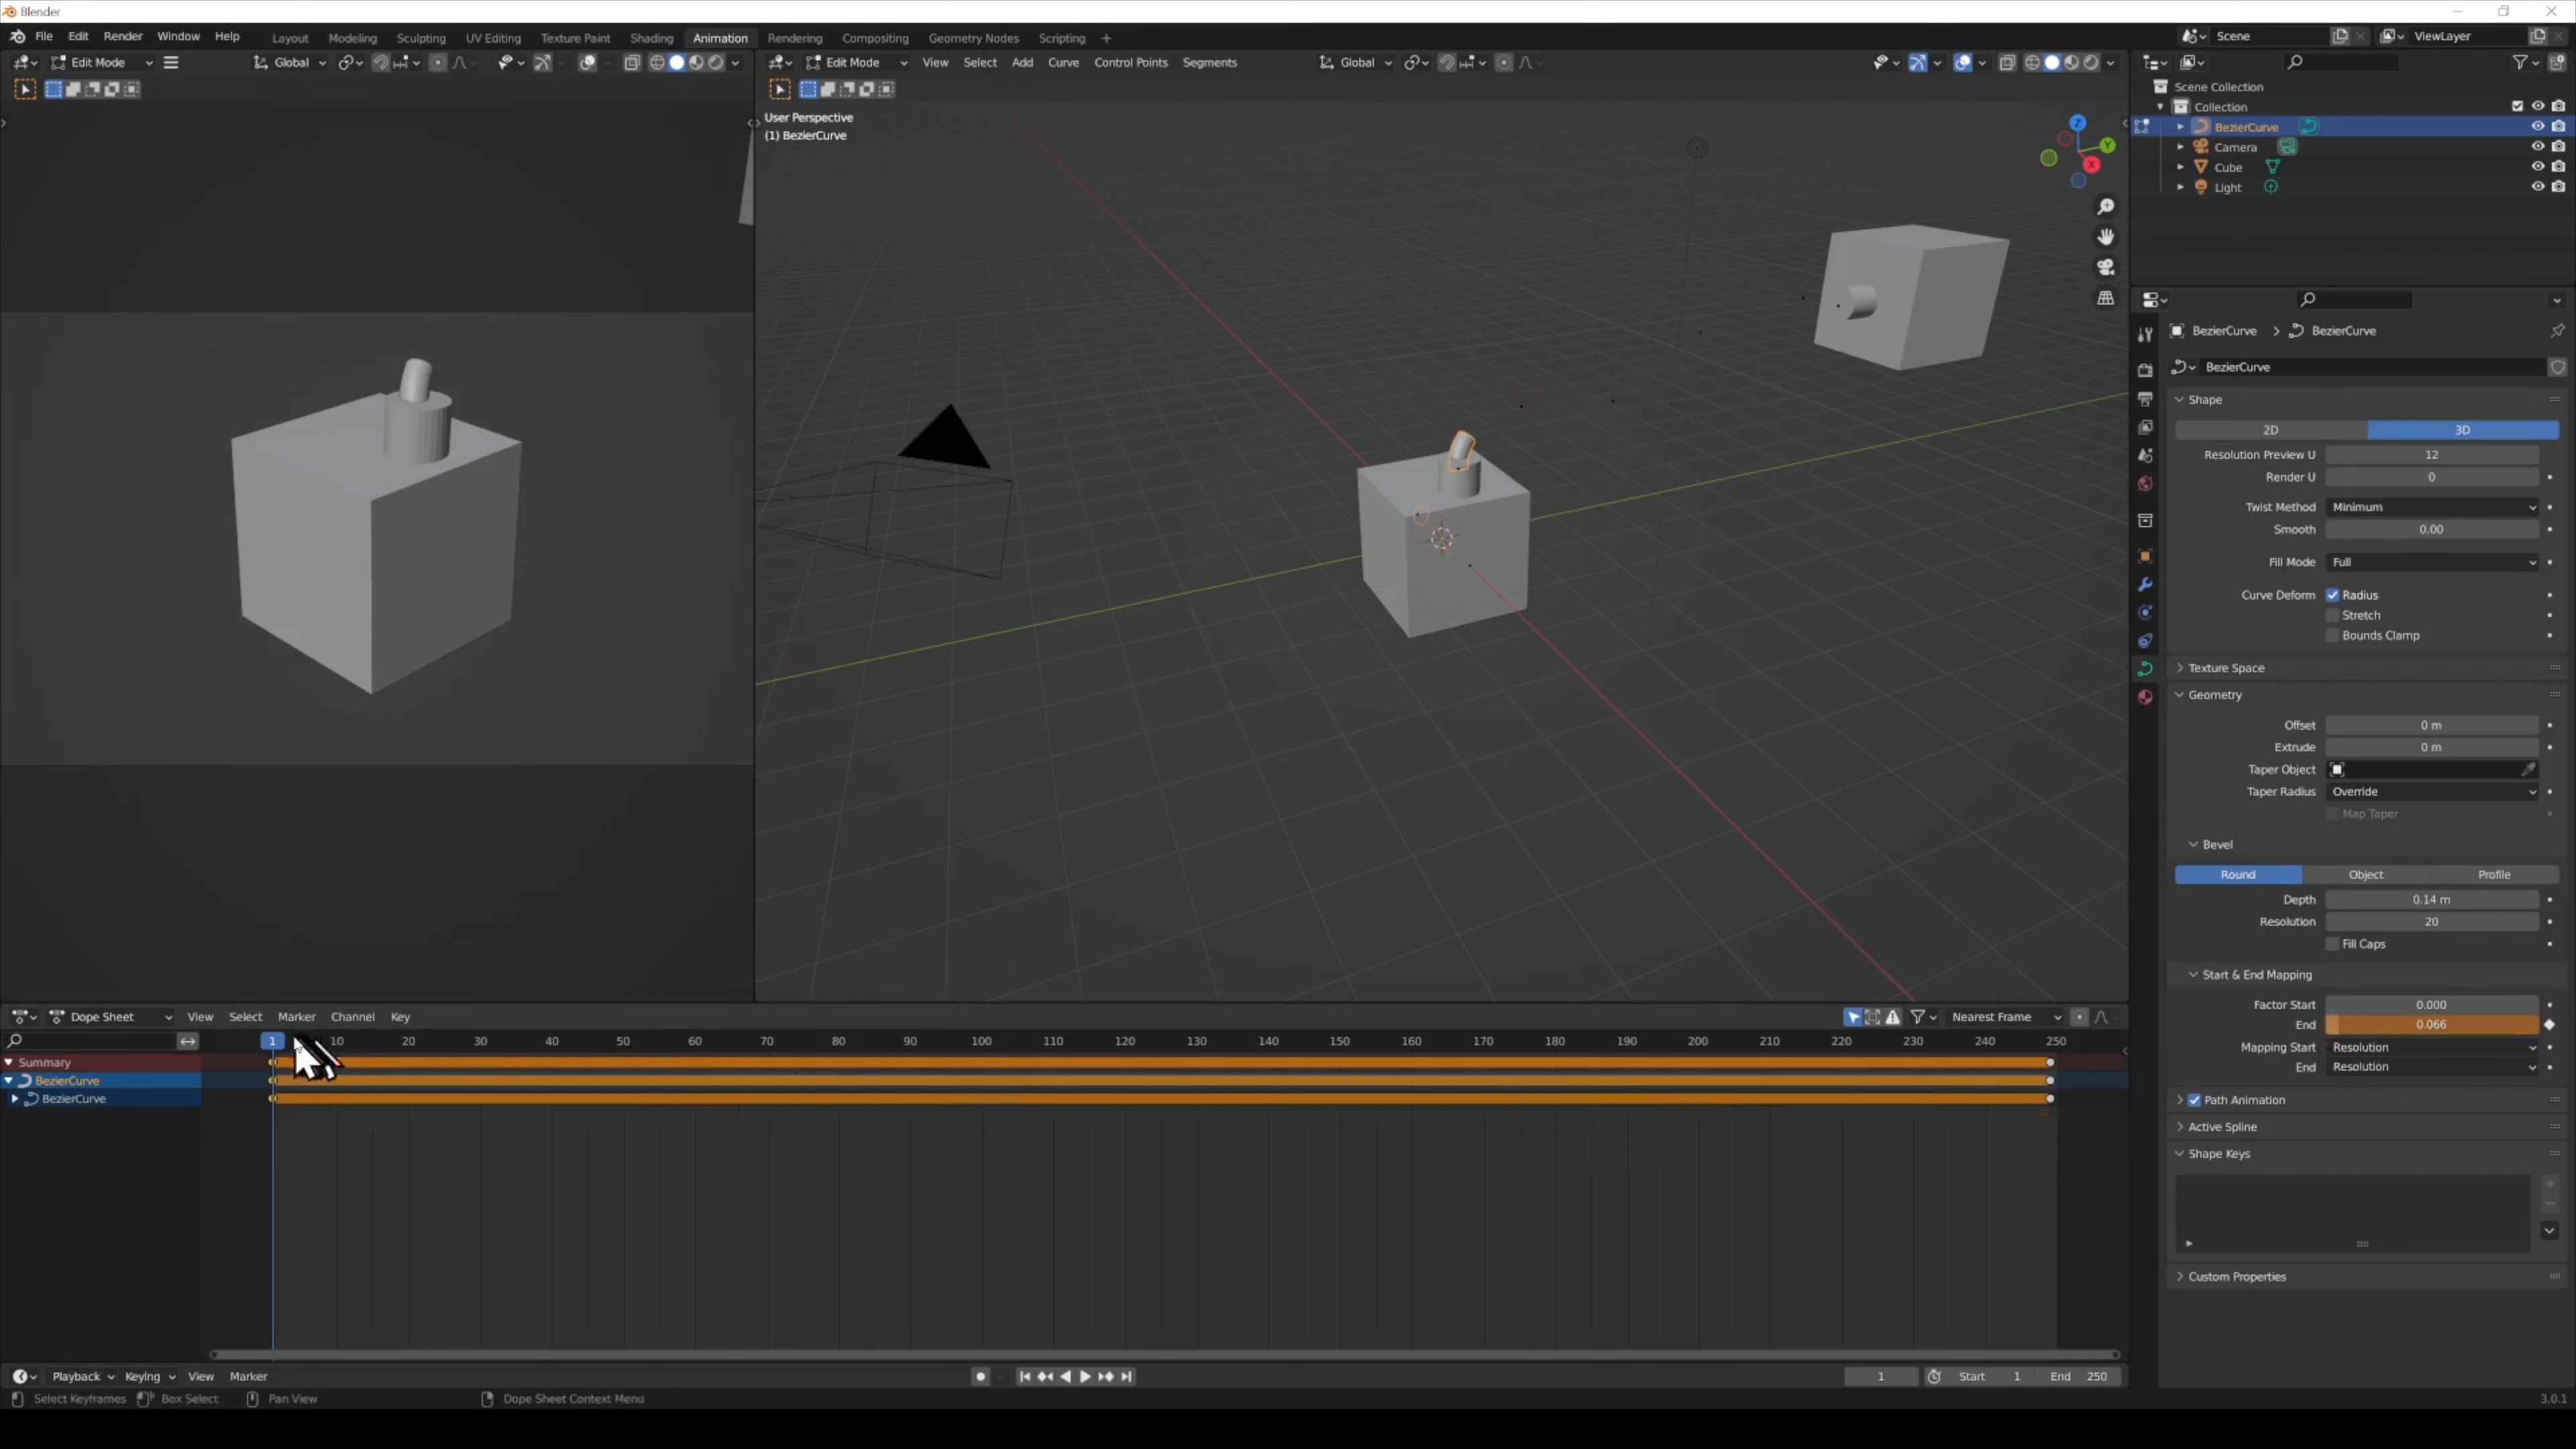 Blender
File Edit Render Window Help Layout Modeling Sculpting UV Editing Texture Paint Shading Animation Rendering Compositing Geometry Nodes Scripting + Scene ViewLayer
Edit Mode Global
Edit Mode View Select Add Curve Control Points Segments Global
User Perspective
(1) BezierCurve
Z
Y
X
Scene Collection
Collection
BezierCurve
Camera
Cube
Light
BezierCurve > BezierCurve
BezierCurve
Shape
2D 3D
Resolution Preview U 12
Render U 0
Twist Method Minimum
Smooth 0.00
Fill Mode Full
Curve Deform Radius
Stretch
Bounds Clamp
Texture Space
Geometry
Offset 0 m
Extrude 0 m
Taper Object
Taper Radius Override
Map Taper
Bevel
Round Object Profile
Depth 0.14 m
Resolution 20
Fill Caps
Start & End Mapping
Factor Start 0.000
End 0.066
Mapping Start Resolution
End Resolution
Path Animation
Active Spline
Shape Keys
Custom Properties
Dope Sheet View Select Marker Channel Key Nearest Frame
1 10 20 30 40 50 60 70 80 90 100 110 120 130 140 150 160 170 180 190 200 210 220 230 240 250
Summary
BezierCurve
BezierCurve
Playback Keying View Marker 1 Start 1 End 250
Select Keyframes Box Select Pan View Dope Sheet Context Menu 3.0.1